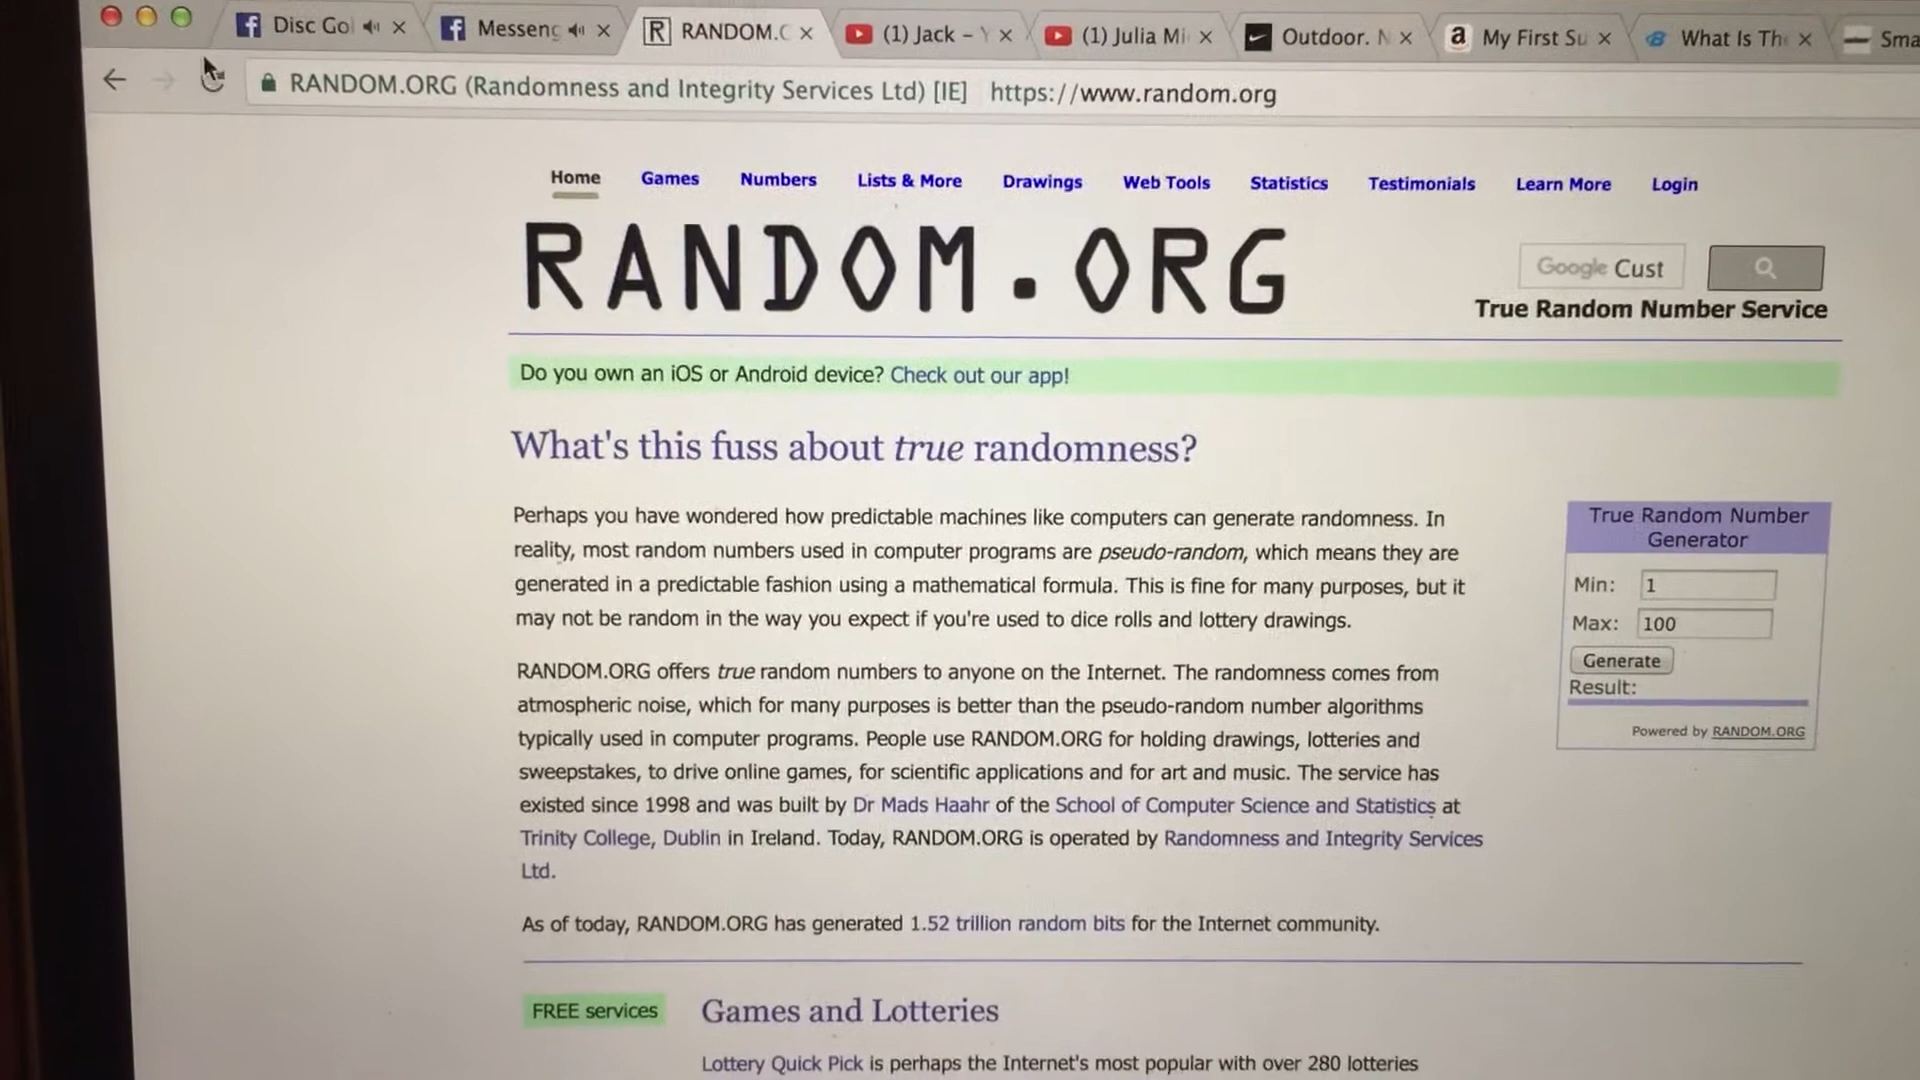 Disc Gol
Messeng
RANDOM.C
(1) Jack – Y
(1) Julia Mi
Outdoor. N
My First Su
What Is The
Sma
RANDOM.ORG (Randomness and Integrity Services Ltd) [IE] https://www.random.org
Home Games Numbers Lists & More Drawings Web Tools Statistics Testimonials Learn More Login
RANDOM.ORG
Google Cust
True Random Number Service
Do you own an iOS or Android device? Check out our app!
What's this fuss about true randomness?
Perhaps you have wondered how predictable machines like computers can generate randomness. In
reality, most random numbers used in computer programs are pseudo-random, which means they are
generated in a predictable fashion using a mathematical formula. This is fine for many purposes, but it
may not be random in the way you expect if you're used to dice rolls and lottery drawings.
RANDOM.ORG offers true random numbers to anyone on the Internet. The randomness comes from
atmospheric noise, which for many purposes is better than the pseudo-random number algorithms
typically used in computer programs. People use RANDOM.ORG for holding drawings, lotteries and
sweepstakes, to drive online games, for scientific applications and for art and music. The service has
existed since 1998 and was built by Dr Mads Haahr of the School of Computer Science and Statistics at
Trinity College, Dublin in Ireland. Today, RANDOM.ORG is operated by Randomness and Integrity Services
Ltd.
As of today, RANDOM.ORG has generated 1.52 trillion random bits for the Internet community.
True Random Number
Generator
Min: 1
Max: 100
Generate
Result:
Powered by RANDOM.ORG
FREE services
Games and Lotteries
Lottery Quick Pick is perhaps the Internet's most popular with over 280 lotteries